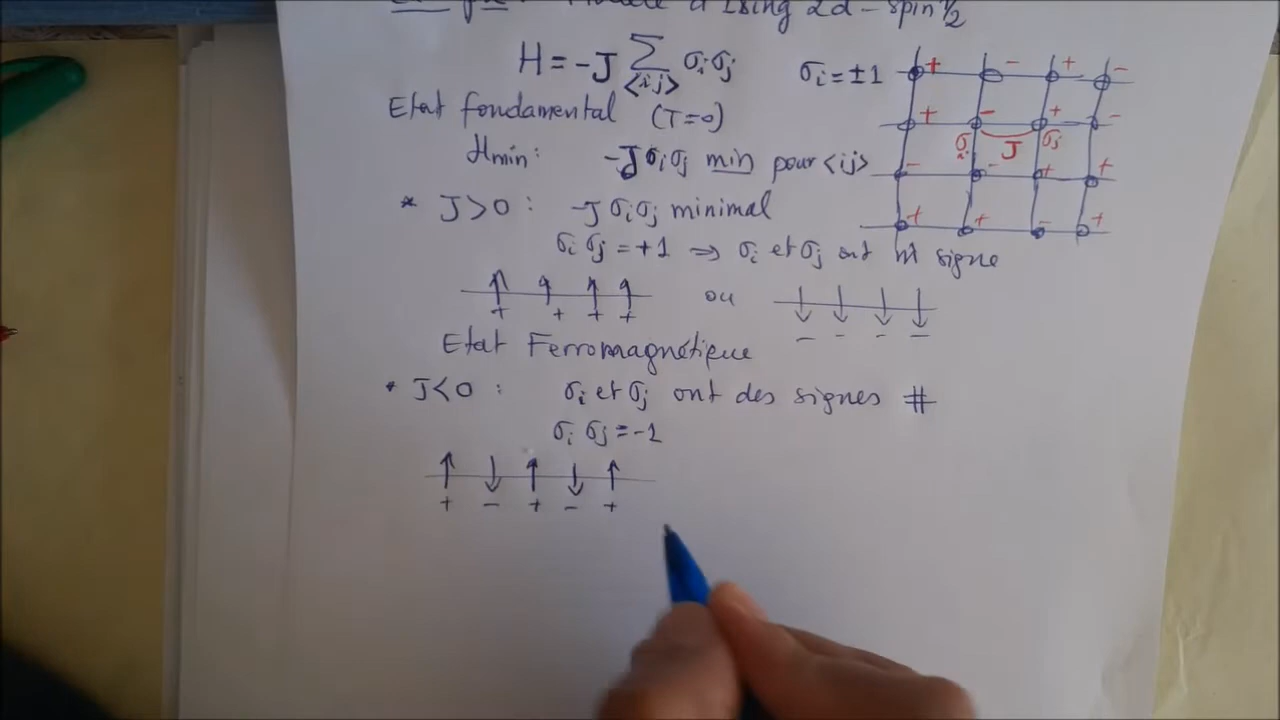 Modèle d'Ising 2d - spin 1/2
H = -J Σ σi σj σi = ±1
<ij>
Etat fondamental (T=0)
Hmin: -J σi σj min pour <ij>
* J>0 : -J σi σj minimal
σi σj = +1 ⇒ σi et σj ont m̂ signe
+ + + + ou - - - -
Etat Ferromagnétique
* J<0 : σi et σj ont des signes #
σi σj = -1
+ - + - +
+ - + -
+ - + -
σi J σj
- - + +
+ + - +